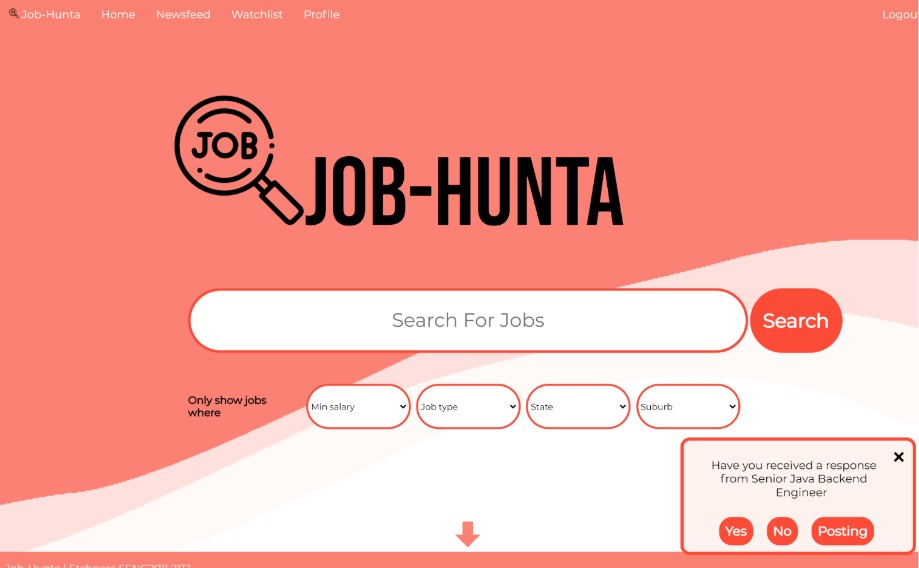 Job-Hunta Home Newsfeed Watchlist Profile Logou
JOB
JOB-HUNTA
Search For Jobs Search
Only show jobs
where
Min salary Job type State Suburb
Have you received a response
from Senior Java Backend
Engineer
Yes No Posting
Job-Hunta |